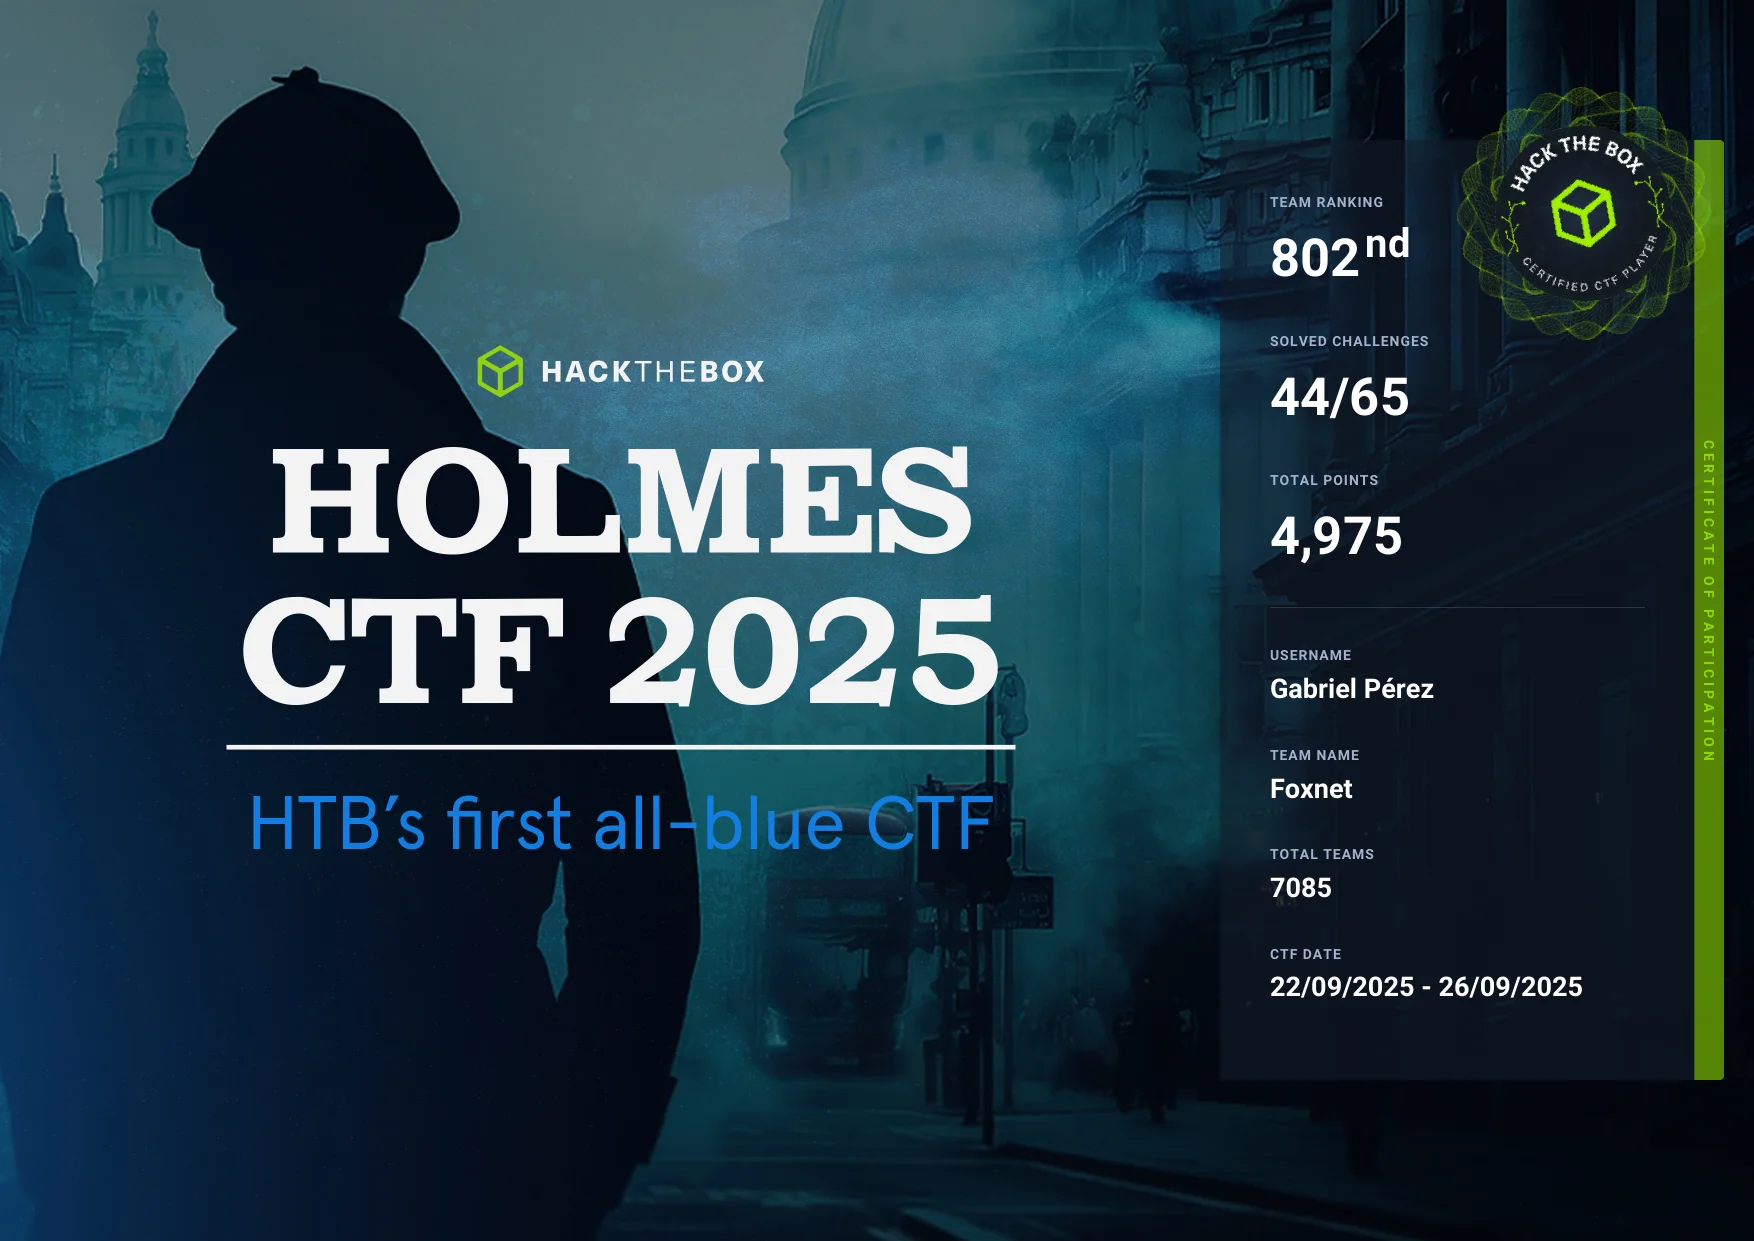 HACKTHEBOX
HOLMES
CTF 2025
HTB's first all-blue CTF
HACK THE BOX
CERTIFIED CTF PLAYER
TEAM RANKING
802nd
SOLVED CHALLENGES
44/65
TOTAL POINTS
4,975
USERNAME
Gabriel Pérez
TEAM NAME
Foxnet
TOTAL TEAMS
7085
CTF DATE
22/09/2025 - 26/09/2025
CERTIFICATE OF PARTICIPATION